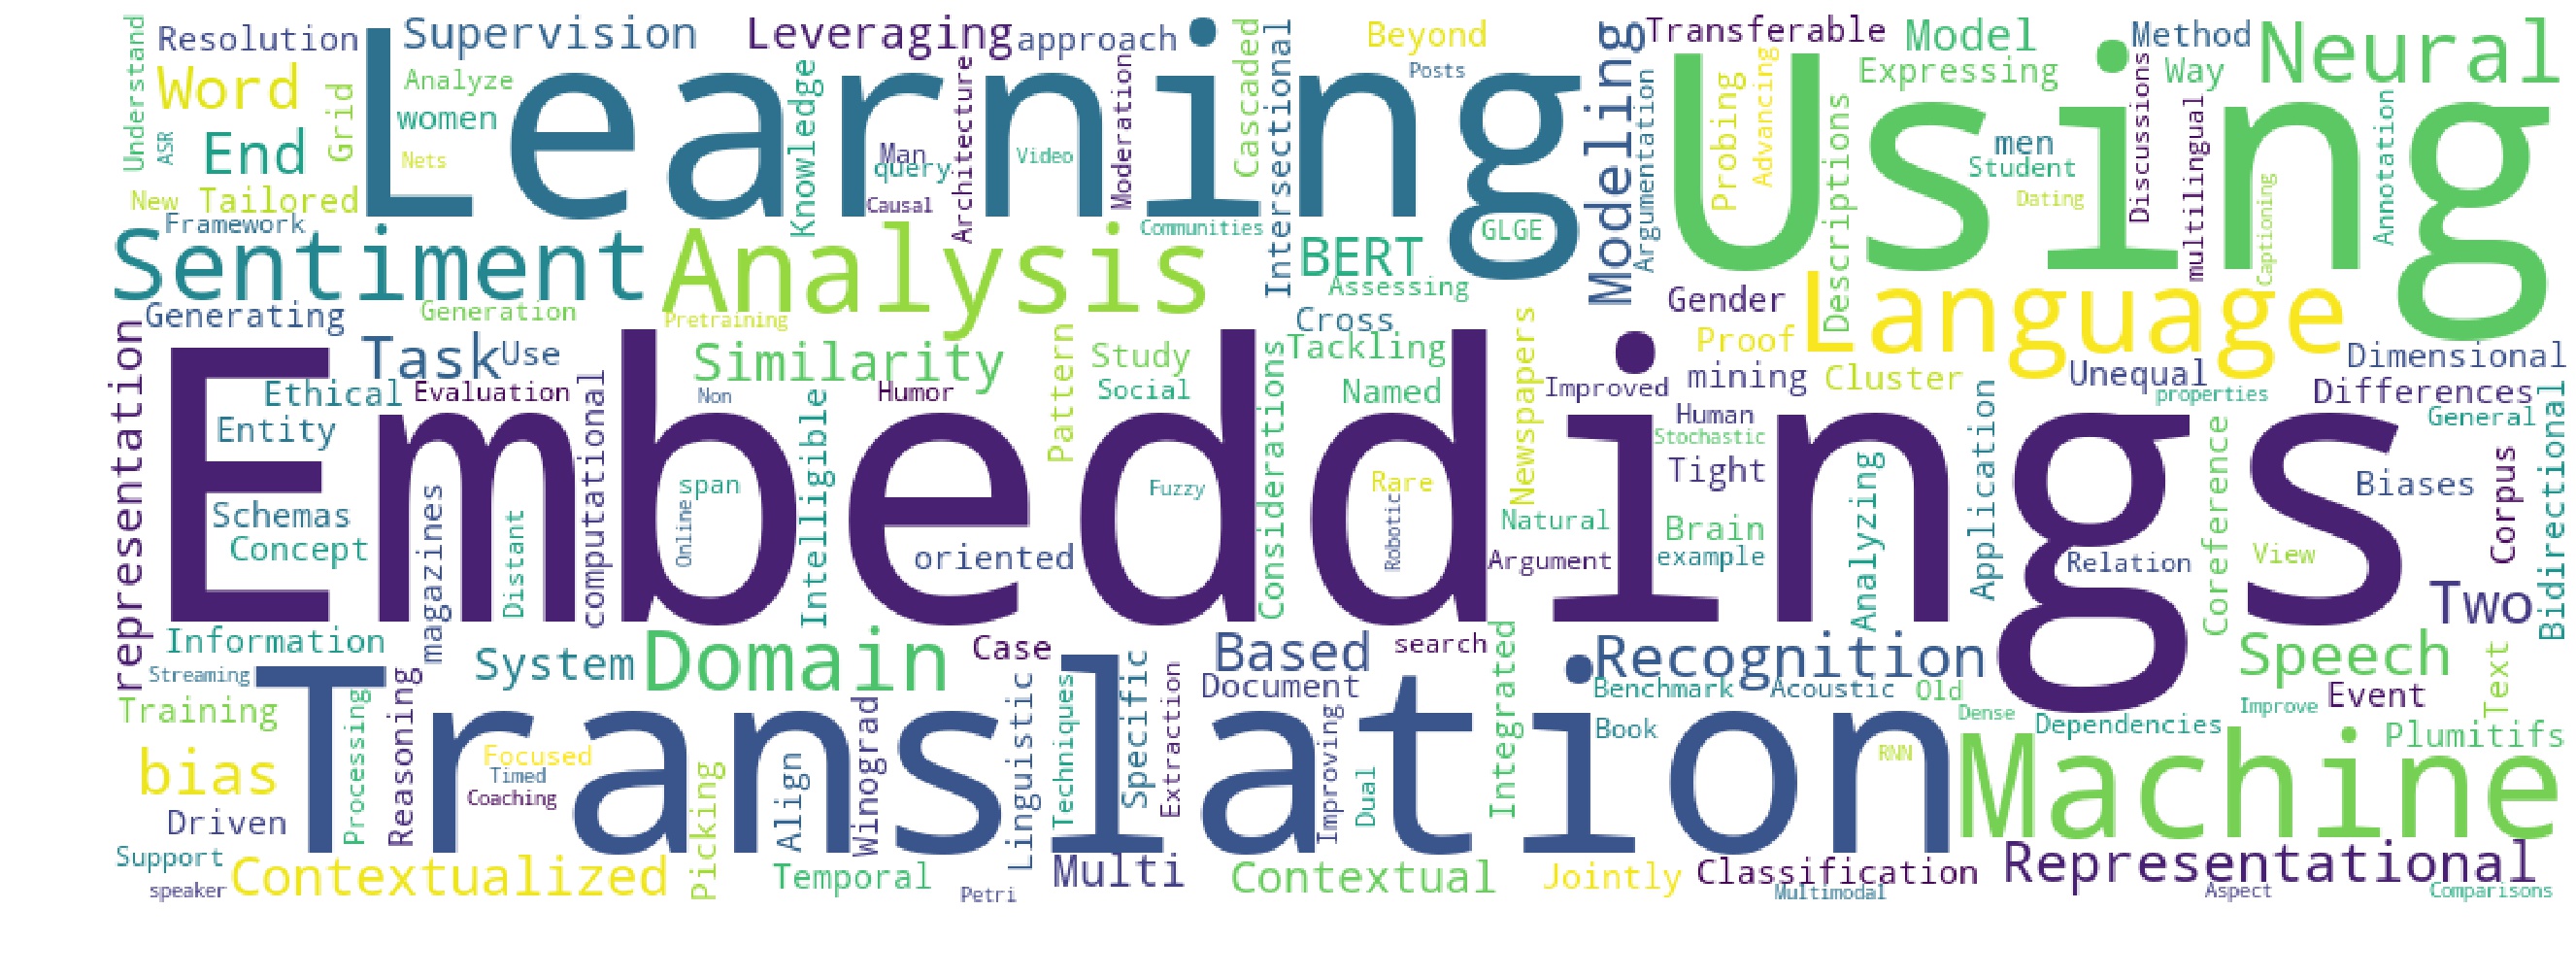 Understand
Resolution
Supervision
Leveraging
approach
Learning
Cascaded
Intersectional
Beyond
Posts
Modeling
Transferable
Model
Method
Neural
Word
Analyze
Knowledge
Architecture
Moderation
Using
Probing
Advancing
Expressing
Way
Discussions
Grid
women
Argumentation
Descriptions
multilingual
Annotation
ASR
End
Nets
Man
query
Video
men
Student
New
Tailored
Causal
Dating
captioning
Framework
Communities
GLGE
Sentiment
Analysis
BERT
Assessing
Language
Generating
Generation
Pretraining
Cross
Newspapers
Gender
representation
Task
Use
Similarity
Pattern
Study
Considerations
Tackling
Proof
Dimensional
Ethical
Evaluation
computational
Non
Intelligible
Humor
Social
Named
Improved
mining
Cluster
Unequal
properties
Differences
Bidirectional
Embeddings
Entity
Human
Stochastic
Application
Coreference
General
magazines
span
Fuzzy
Rare
Tight
Analyzing
Biases
Corpus
Schemas
Distant
Online
Robotic
Natural
Brain
Concept
oriented
Argument
example
Relation
View
Two
Information
System
Domain
Case
Based
search
Integrated
Recognition
Speech
Text
Streaming
Reasoning
Linguistic
Techniques
Specific
Extraction
Document
Benchmark
Acoustic
Old
Event
Training
Processing
Translation
Winograd
Improving
Book
Dense
Dependencies
Improve
Plumitifs
bias
Focused
Timed
Coaching
Picking
Align
Dual
RNN
Machine
Driven
Support
Contextualized
Temporal
Multi
Contextual
Jointly
Classification
Representational
speaker
Petri
Multimodal
Aspect
Comparisons